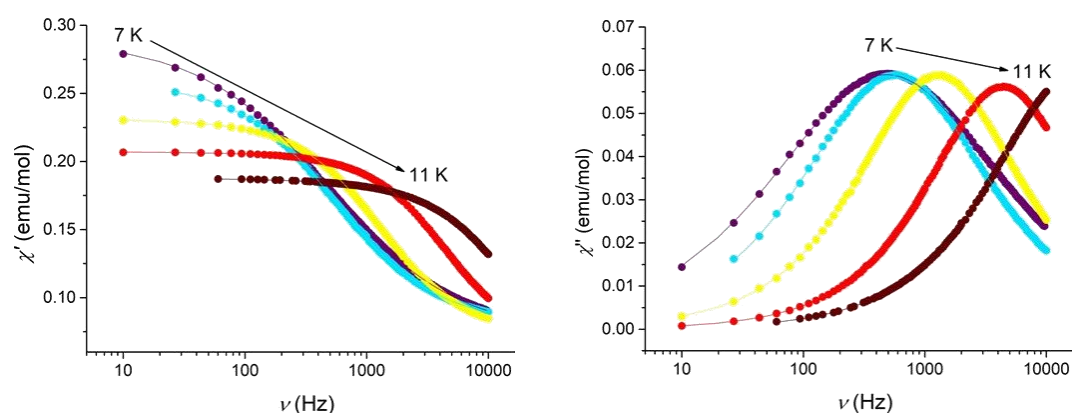 0.30
0.25
0.20
0.15
0.10
10
100
1000
10000
χ' (emu/mol)
ν (Hz)
7 K
11 K
0.07
0.06
0.05
0.04
0.03
0.02
0.01
0.00
10
100
1000
10000
χ" (emu/mol)
ν (Hz)
7 K
11 K